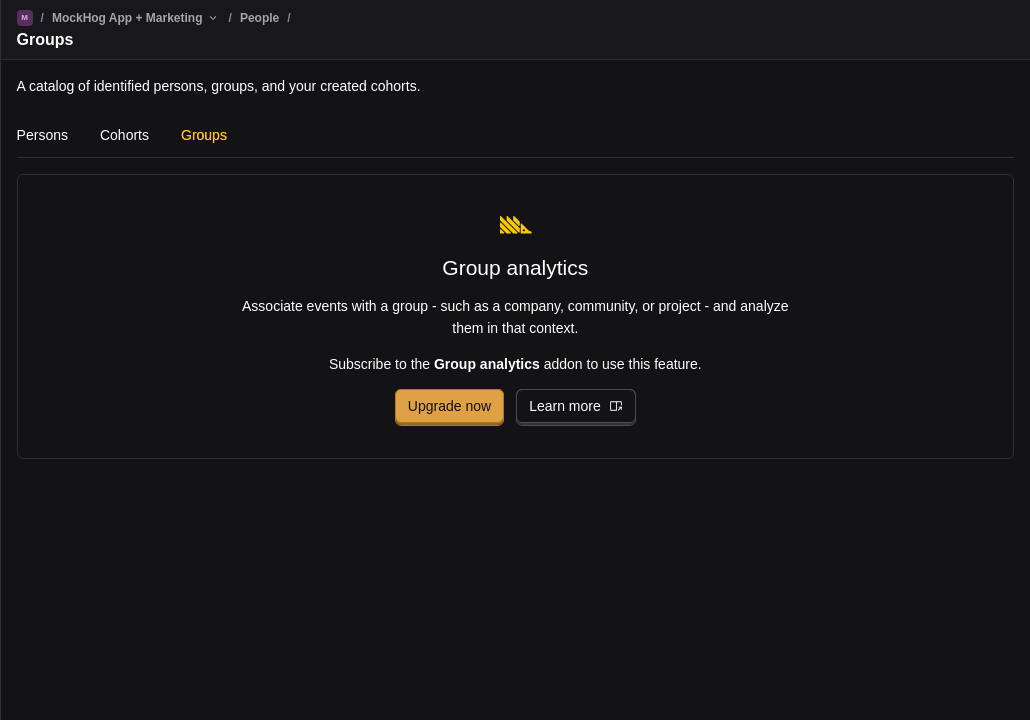 M / MockHog App + Marketing / People /
Groups
A catalog of identified persons, groups, and your created cohorts.
Persons Cohorts Groups
Group analytics
Associate events with a group - such as a company, community, or project - and analyze
them in that context.
Subscribe to the Group analytics addon to use this feature.
Upgrade now Learn more